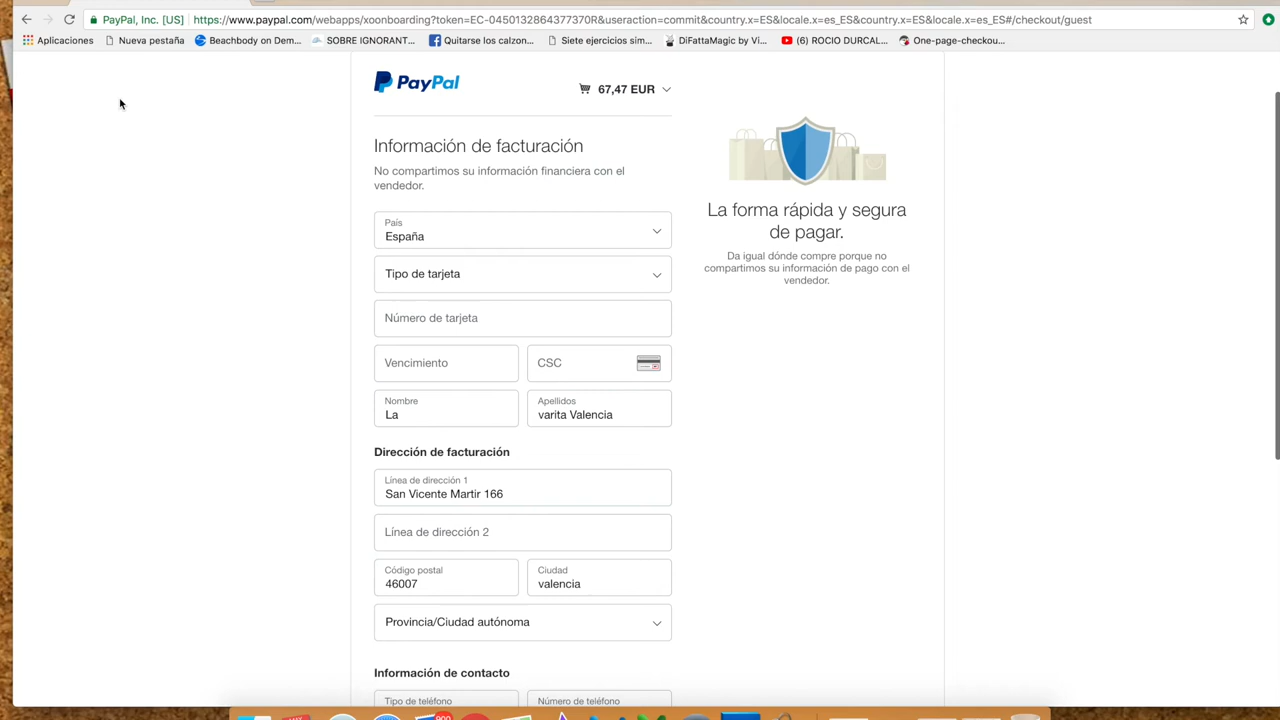 PayPal, Inc. [US]
https://www.paypal.com/webapps/xoonboarding?token=EC-0450132864377370R&useraction=commit&country.x=ES&locale.x=es_ES&country.x=ES&locale.x=es_ES#/checkout/guest
Aplicaciones
Nueva pestaña
Beachbody on Dem...
SOBRE IGNORANT...
Quitarse los calzon...
Siete ejercicios sim...
DiFattaMagic by Vi...
(6) ROCIO DURCAL...
One-page-checkou...
PayPal
67,47 EUR
Información de facturación
No compartimos su información financiera con el
vendedor.
País
España
Tipo de tarjeta
Número de tarjeta
Vencimiento
CSC
Nombre
La
Apellidos
varita Valencia
Dirección de facturación
Línea de dirección 1
San Vicente Martir 166
Línea de dirección 2
Código postal
46007
Ciudad
valencia
Provincia/Ciudad autónoma
Información de contacto
Tipo de teléfono
Número de teléfono
La forma rápida y segura
de pagar.
Da igual dónde compre porque no
compartimos su información de pago con el
vendedor.